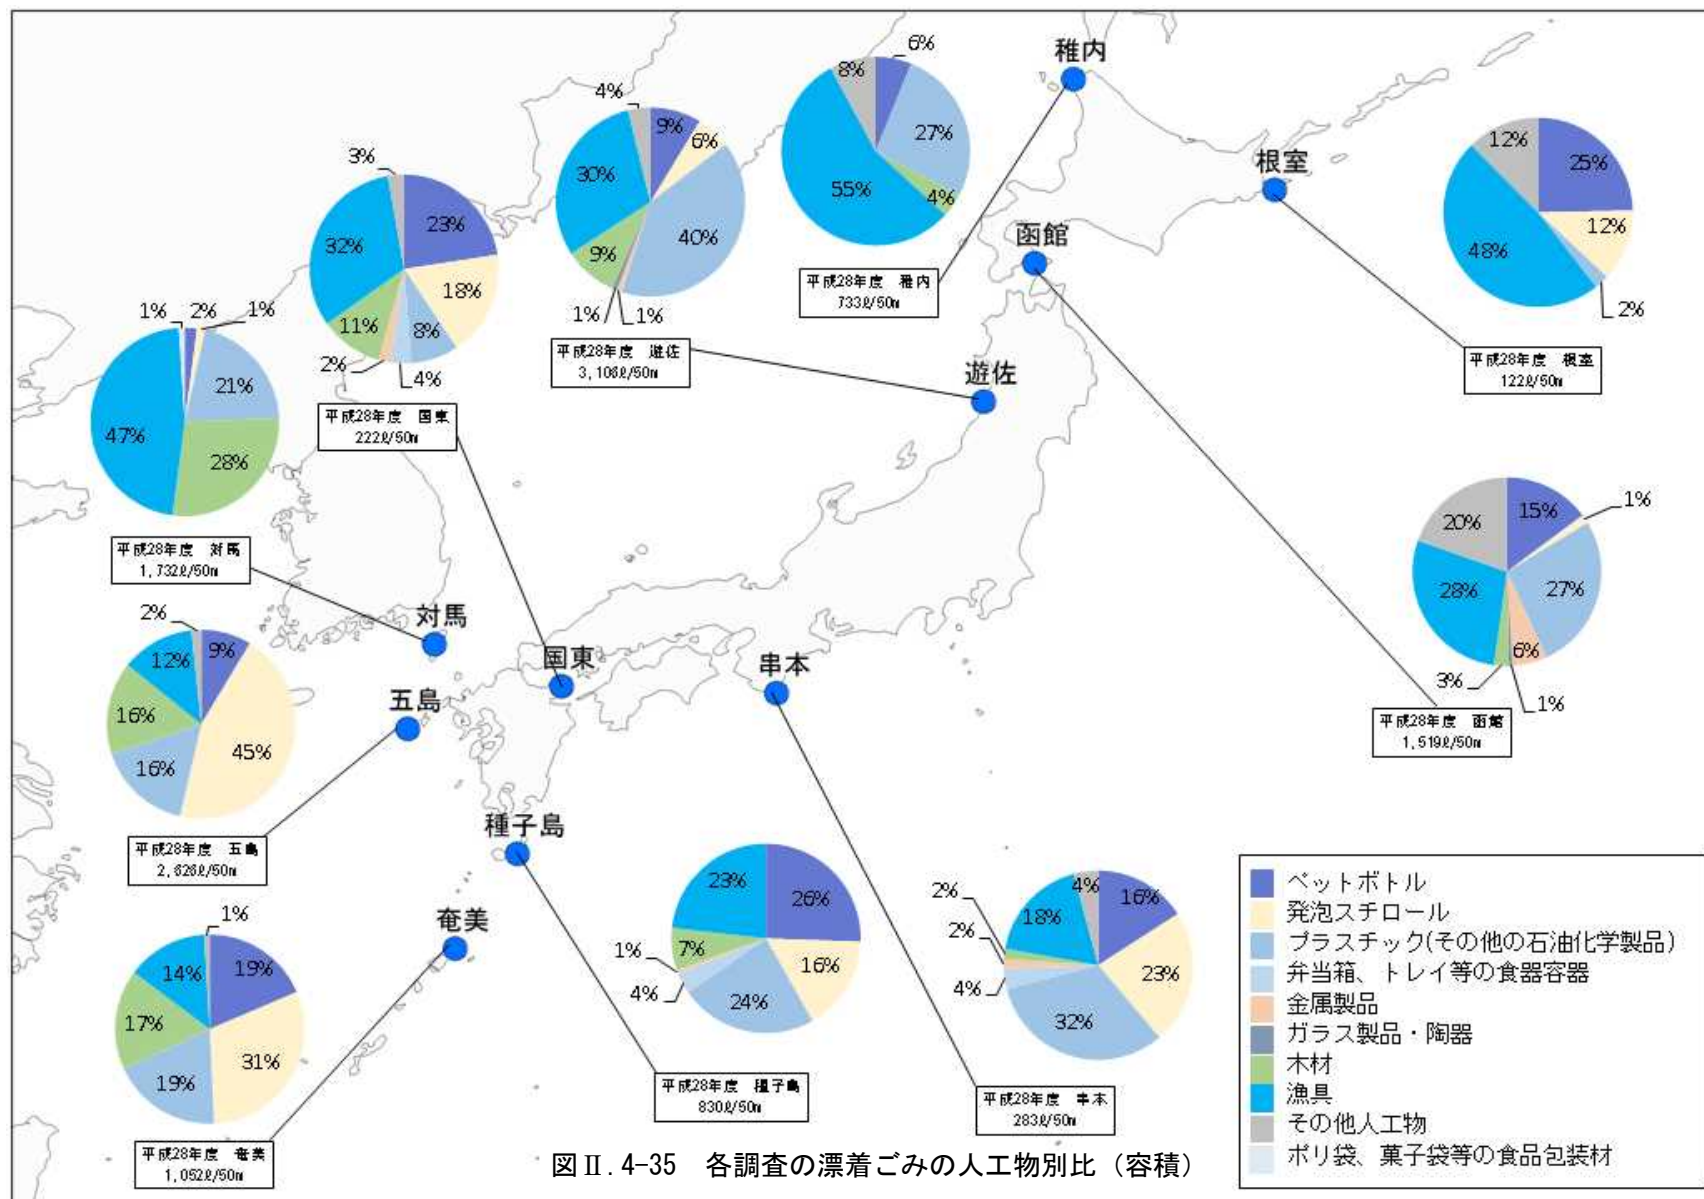 稚内
6%
8%
27%
55%
4%
平成28年度 稚内
733ℓ/50m
根室
12%
25%
12%
48%
2%
平成28年度 根室
122ℓ/50m
4%
9%
6%
30%
40%
9%
1%
1%
平成28年度 遊佐
3,106ℓ/50m
遊佐
函館
3%
23%
32%
18%
11%
8%
2%
4%
平成28年度 国東
222ℓ/50m
1%
2%
1%
21%
47%
28%
平成28年度 対馬
1,732ℓ/50m
対馬
20%
15%
1%
28%
27%
6%
3%
1%
平成28年度 函館
1,519ℓ/50m
国東
串本
五島
2%
9%
12%
16%
45%
16%
平成28年度 五島
2,626ℓ/50m
種子島
奄美
1%
19%
14%
17%
31%
19%
平成28年度 奄美
1,052ℓ/50m
23%
26%
1%
7%
16%
4%
24%
平成28年度 種子島
830ℓ/50m
4%
16%
2%
18%
2%
23%
4%
32%
平成28年度 串本
283ℓ/50m
ペットボトル
発泡スチロール
プラスチック(その他の石油化学製品)
弁当箱、トレイ等の食器容器
金属製品
ガラス製品・陶器
木材
漁具
その他人工物
ポリ袋、菓子袋等の食品包装材
図Ⅱ.4-35 各調査の漂着ごみの人工物別比（容積）